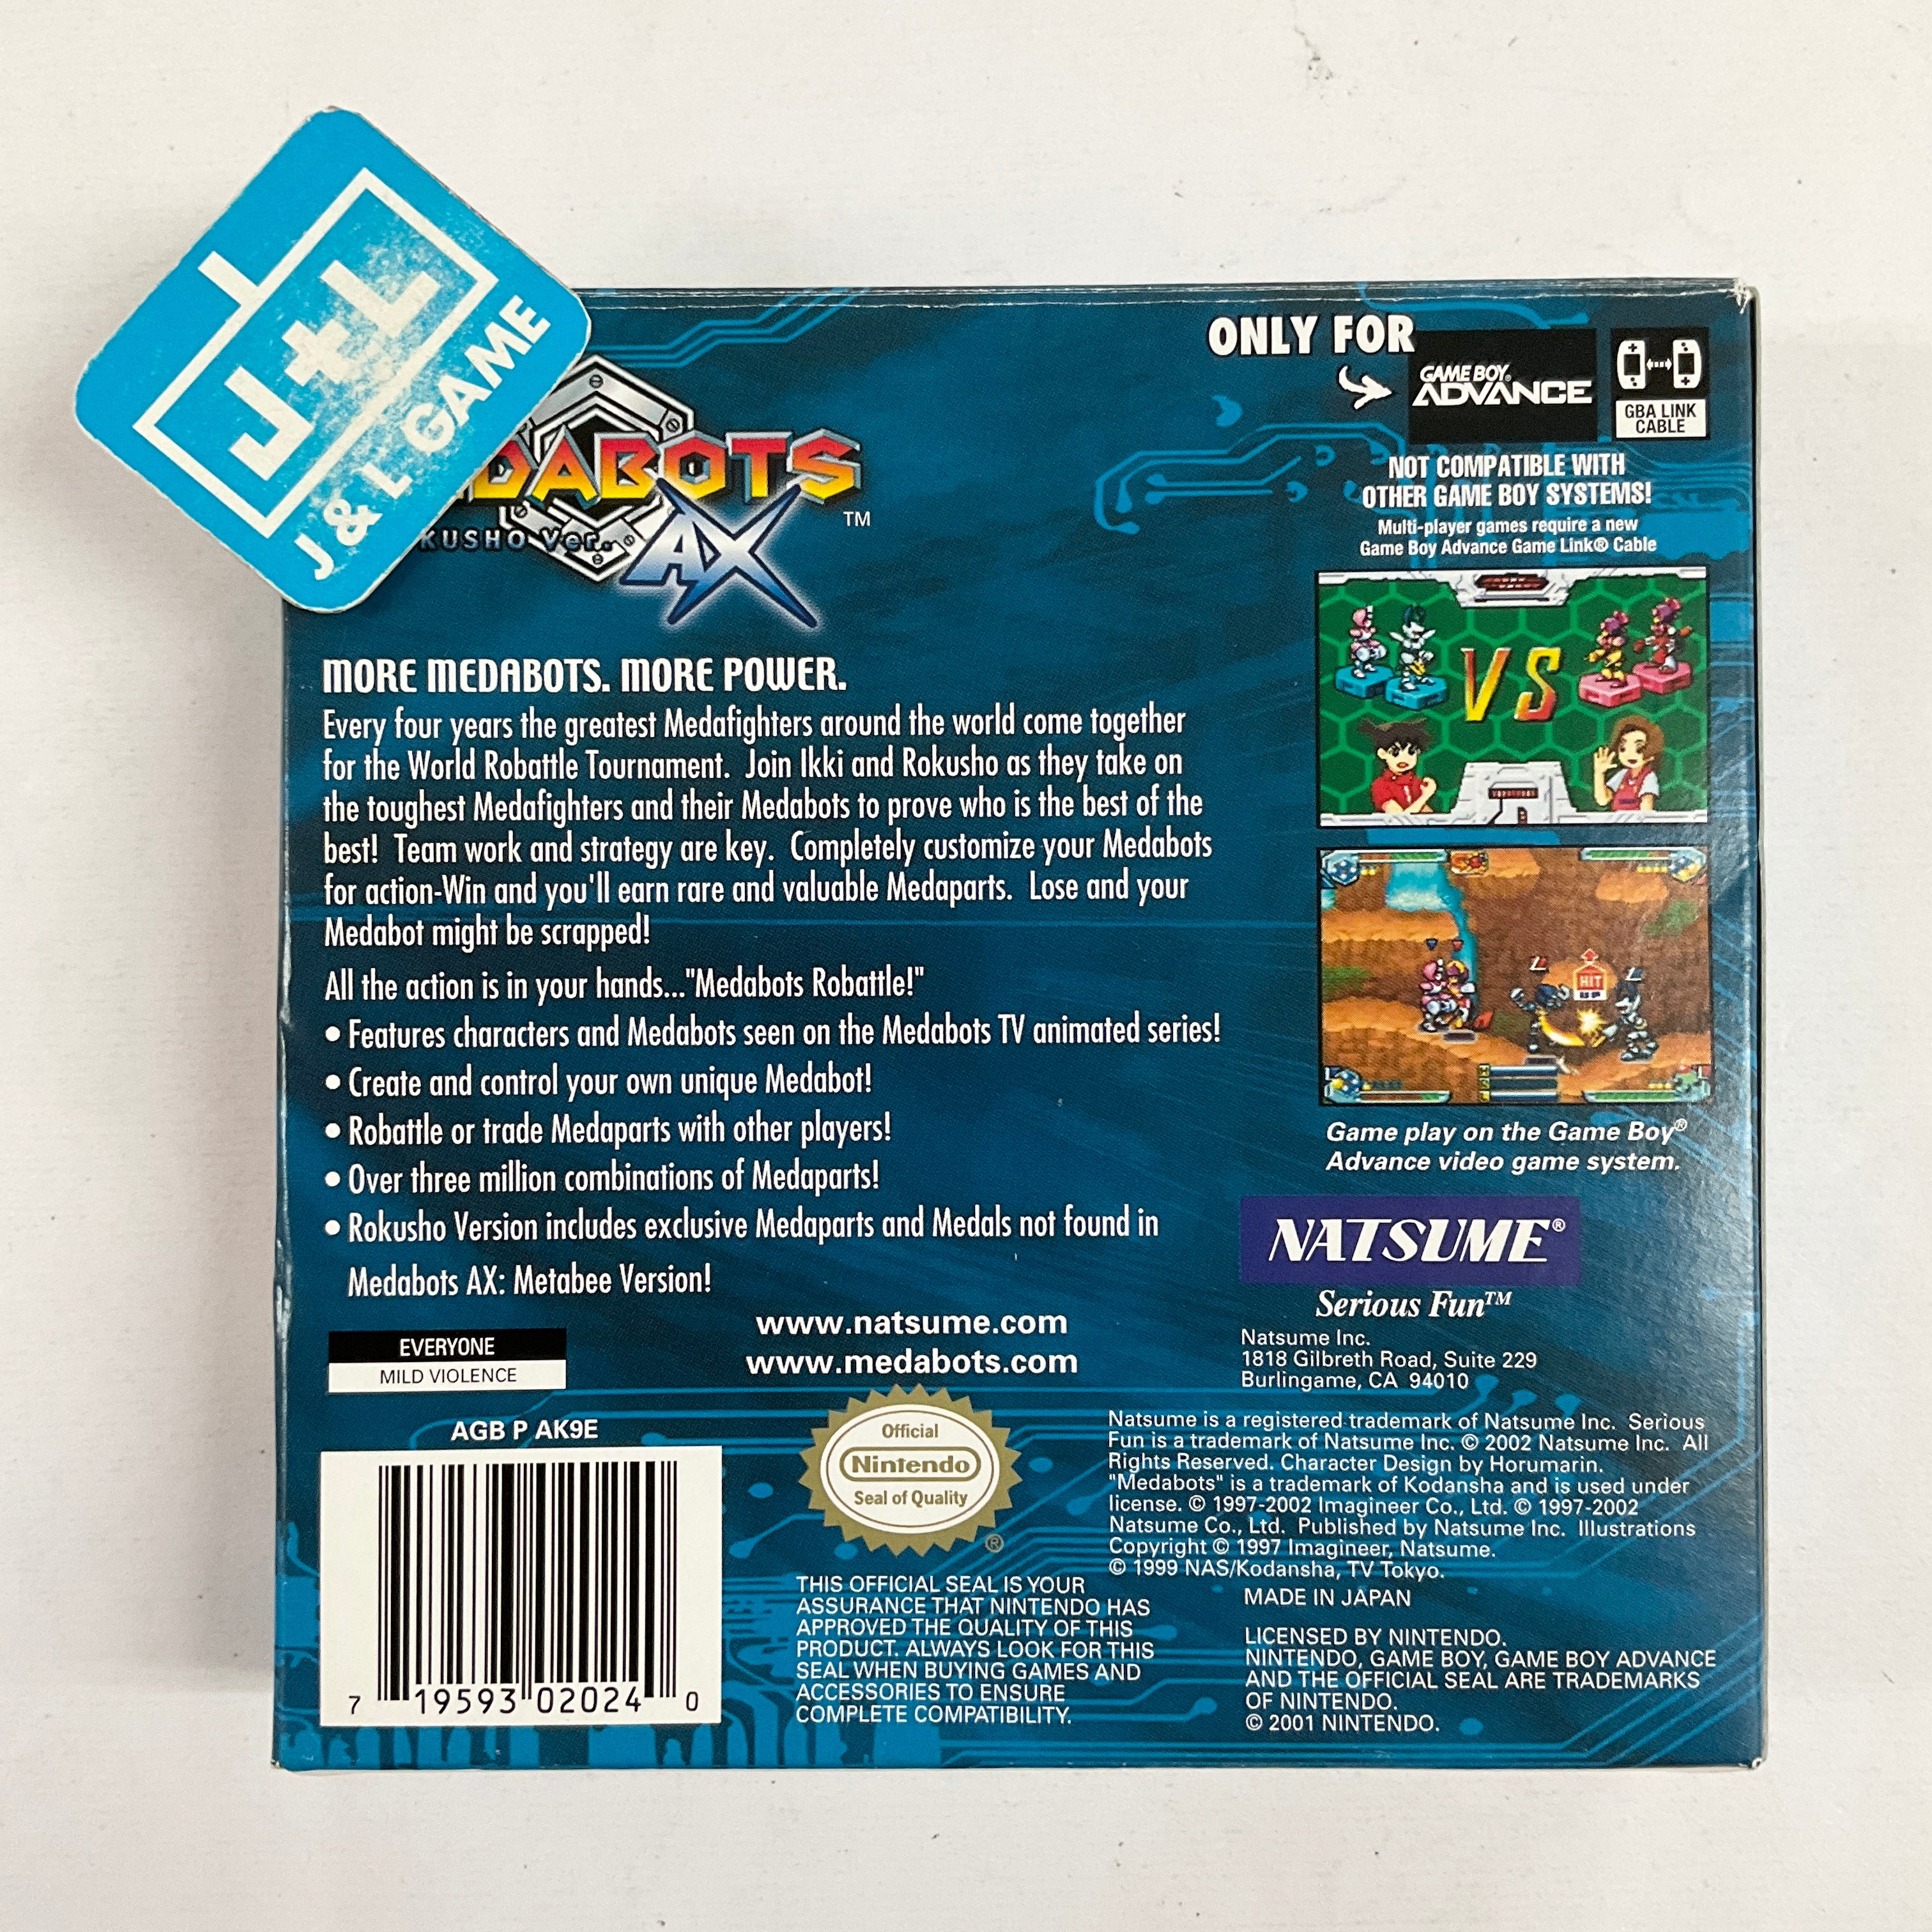 J+L
J & L GAME
DABOTS
KUSHO Ver.
AX
TM
ONLY FOR
GAME BOY
ADVANCE
GBA LINK
CABLE
NOT COMPATIBLE WITH
OTHER GAME BOY SYSTEMS!
Multi-player games require a new
Game Boy Advance Game Link® Cable
MORE MEDABOTS. MORE POWER.
Every four years the greatest Medafighters around the world come together
for the World Robattle Tournament. Join Ikki and Rokusho as they take on
the toughest Medafighters and their Medabots to prove who is the best of the
best! Team work and strategy are key. Completely customize your Medabots
for action-Win and you'll earn rare and valuable Medaparts. Lose and your
Medabot might be scrapped!
All the action is in your hands..."Medabots Robattle!"
• Features characters and Medabots seen on the Medabots TV animated series!
• Create and control your own unique Medabot!
• Robattle or trade Medaparts with other players!
• Over three million combinations of Medaparts!
• Rokusho Version includes exclusive Medaparts and Medals not found in
Medabots AX: Metabee Version!
VS
HIT
Game play on the Game Boy®
Advance video game system.
NATSUME®
Serious Fun™
Natsume Inc.
1818 Gilbreth Road, Suite 229
Burlingame, CA 94010
www.natsume.com
www.medabots.com
EVERYONE
MILD VIOLENCE
AGB P AK9E
7 19593 02024 0
Official
Nintendo
Seal of Quality
®
THIS OFFICIAL SEAL IS YOUR
ASSURANCE THAT NINTENDO HAS
APPROVED THE QUALITY OF THIS
PRODUCT. ALWAYS LOOK FOR THIS
SEAL WHEN BUYING GAMES AND
ACCESSORIES TO ENSURE
COMPLETE COMPATIBILITY.
Natsume is a registered trademark of Natsume Inc. Serious
Fun is a trademark of Natsume Inc. © 2002 Natsume Inc. All
Rights Reserved. Character Design by Horumarin.
"Medabots" is a trademark of Kodansha and is used under
license. © 1997-2002 Imagineer Co., Ltd. © 1997-2002
Natsume Co., Ltd. Published by Natsume Inc. Illustrations
Copyright © 1997 Imagineer, Natsume.
© 1999 NAS/Kodansha, TV Tokyo.
MADE IN JAPAN
LICENSED BY NINTENDO.
NINTENDO, GAME BOY, GAME BOY ADVANCE
AND THE OFFICIAL SEAL ARE TRADEMARKS
OF NINTENDO.
© 2001 NINTENDO.